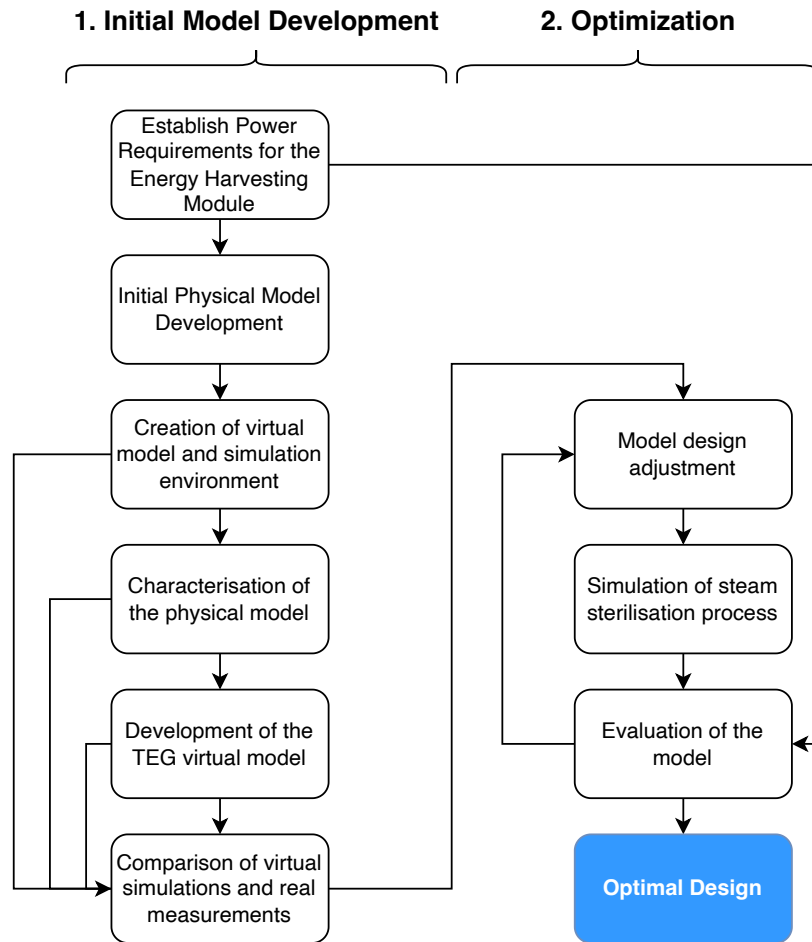 1. Initial Model Development
2. Optimization
Establish Power
Requirements for the
Energy Harvesting
Module
Initial Physical Model
Development
Creation of virtual
model and simulation
environment
Characterisation of
the physical model
Development of the
TEG virtual model
Comparison of virtual
simulations and real
measurements
Model design
adjustment
Simulation of steam
sterilisation process
Evaluation of the
model
Optimal Design